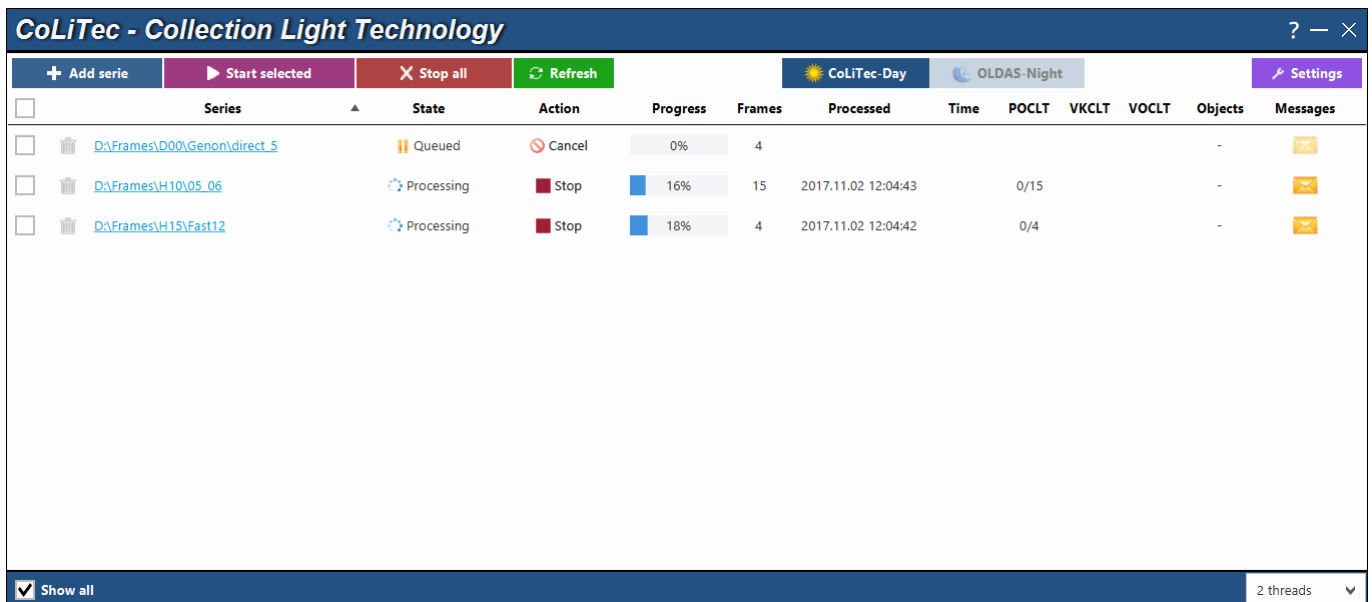 CoLiTec - Collection Light Technology
Add serie Start selected Stop all Refresh CoLiTec-Day OLDAS-Night Settings
Series State Action Progress Frames Processed Time POCLT VKCLT VOCLT Objects Messages
D:\Frames\D00\Genon\direct_5 Queued Cancel 0% 4 -
D:\Frames\H10\05_06 Processing Stop 16% 15 2017.11.02 12:04:43 0/15 -
D:\Frames\H15\Fast12 Processing Stop 18% 4 2017.11.02 12:04:42 0/4 -
Show all 2 threads